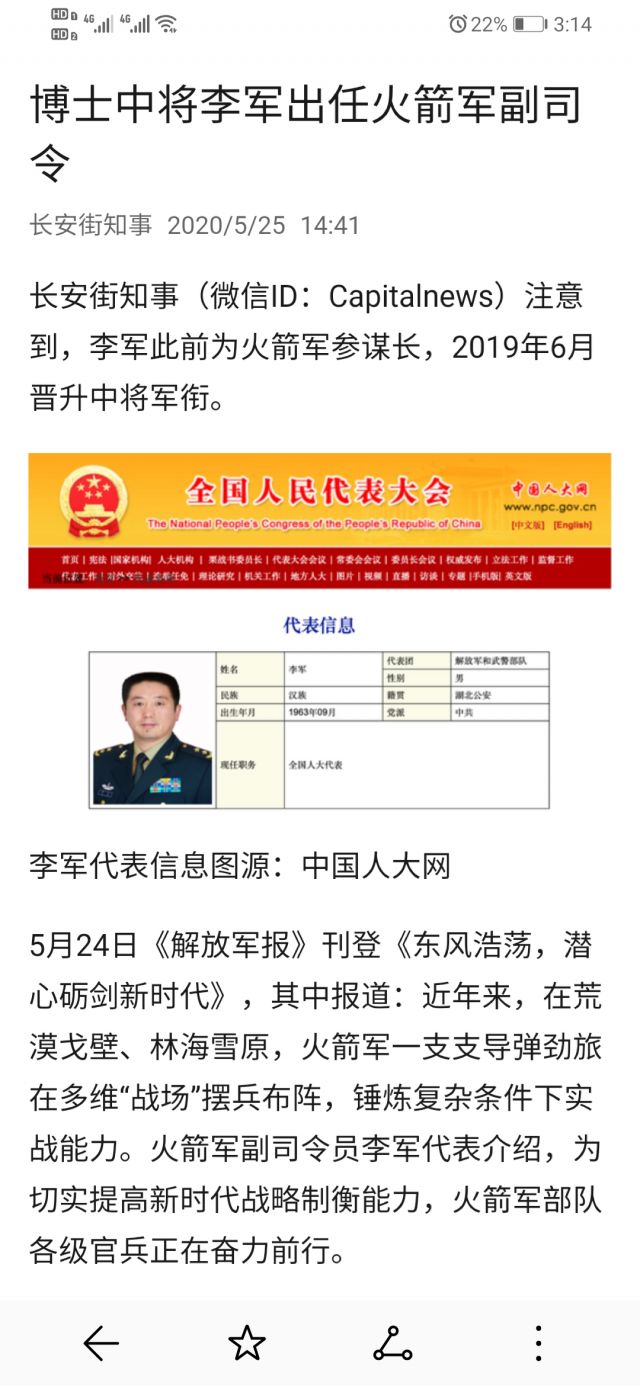 HD 1 4G 4G 22% 3:14
HD 2
博士中将李军出任火箭军副司
令
长安街知事 2020/5/25 14:41
长安街知事（微信ID：Capitalnews）注意
到，李军此前为火箭军参谋长，2019年6月
晋升中将军衔。
全国人民代表大会
The National People's Congress of the People's Republic of China
中国人大网
www.npc.gov.cn
[中文版] [English]
首页 | 宪法 |国家机构| 人大机构 | 栗战书委员长 | 代表大会会议 | 常委会会议 | 委员长会议 | 权威发布 | 立法工作 | 监督工作
代表工作 | 对外交往 | 选举任免 | 理论研究 | 机关工作 | 地方人大 | 图片 | 视频 | 直播 | 访谈 | 专题 |手机版| 英文版
代表信息
姓名 李军 代表团 解放军和武警部队
性别 男
民族 汉族 籍贯 湖北公安
出生年月 1963年09月 党派 中共
现任职务 全国人大代表
李军代表信息图源：中国人大网
5月24日《解放军报》刊登《东风浩荡，潜
心砺剑新时代》，其中报道：近年来，在荒
漠戈壁、林海雪原，火箭军一支支导弹劲旅
在多维“战场”摆兵布阵，锤炼复杂条件下实
战能力。火箭军副司令员李军代表介绍，为
切实提高新时代战略制衡能力，火箭军部队
各级官兵正在奋力前行。